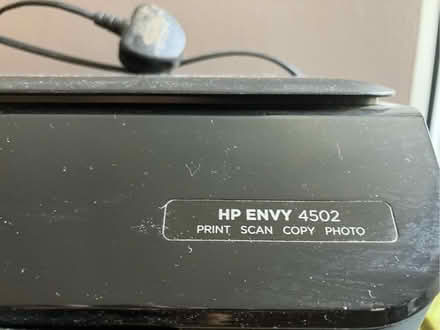 HP ENVY 4502
PRINT SCAN COPY PHOTO